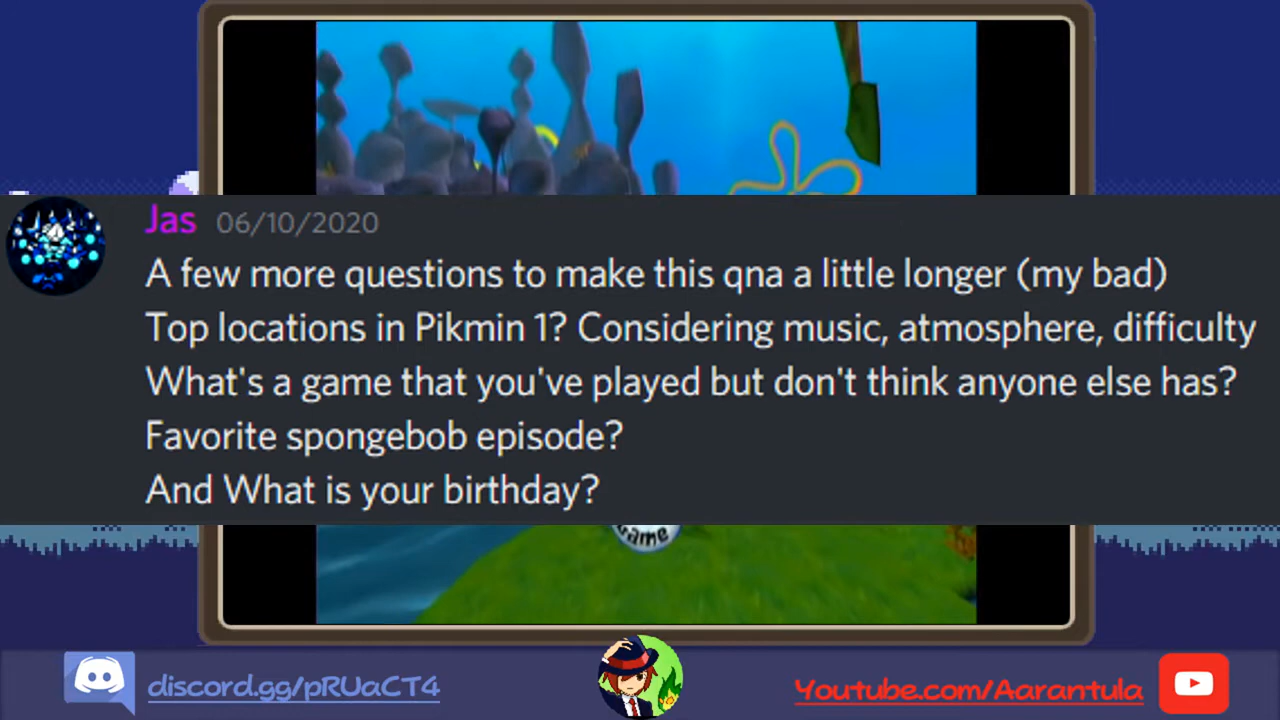 Jas 06/10/2020
A few more questions to make this qna a little longer (my bad)
Top locations in Pikmin 1? Considering music, atmosphere, difficulty
What's a game that you've played but don't think anyone else has?
Favorite spongebob episode?
And What is your birthday?
Game
discord.gg/pRUaCT4
Youtube.com/Aarantula